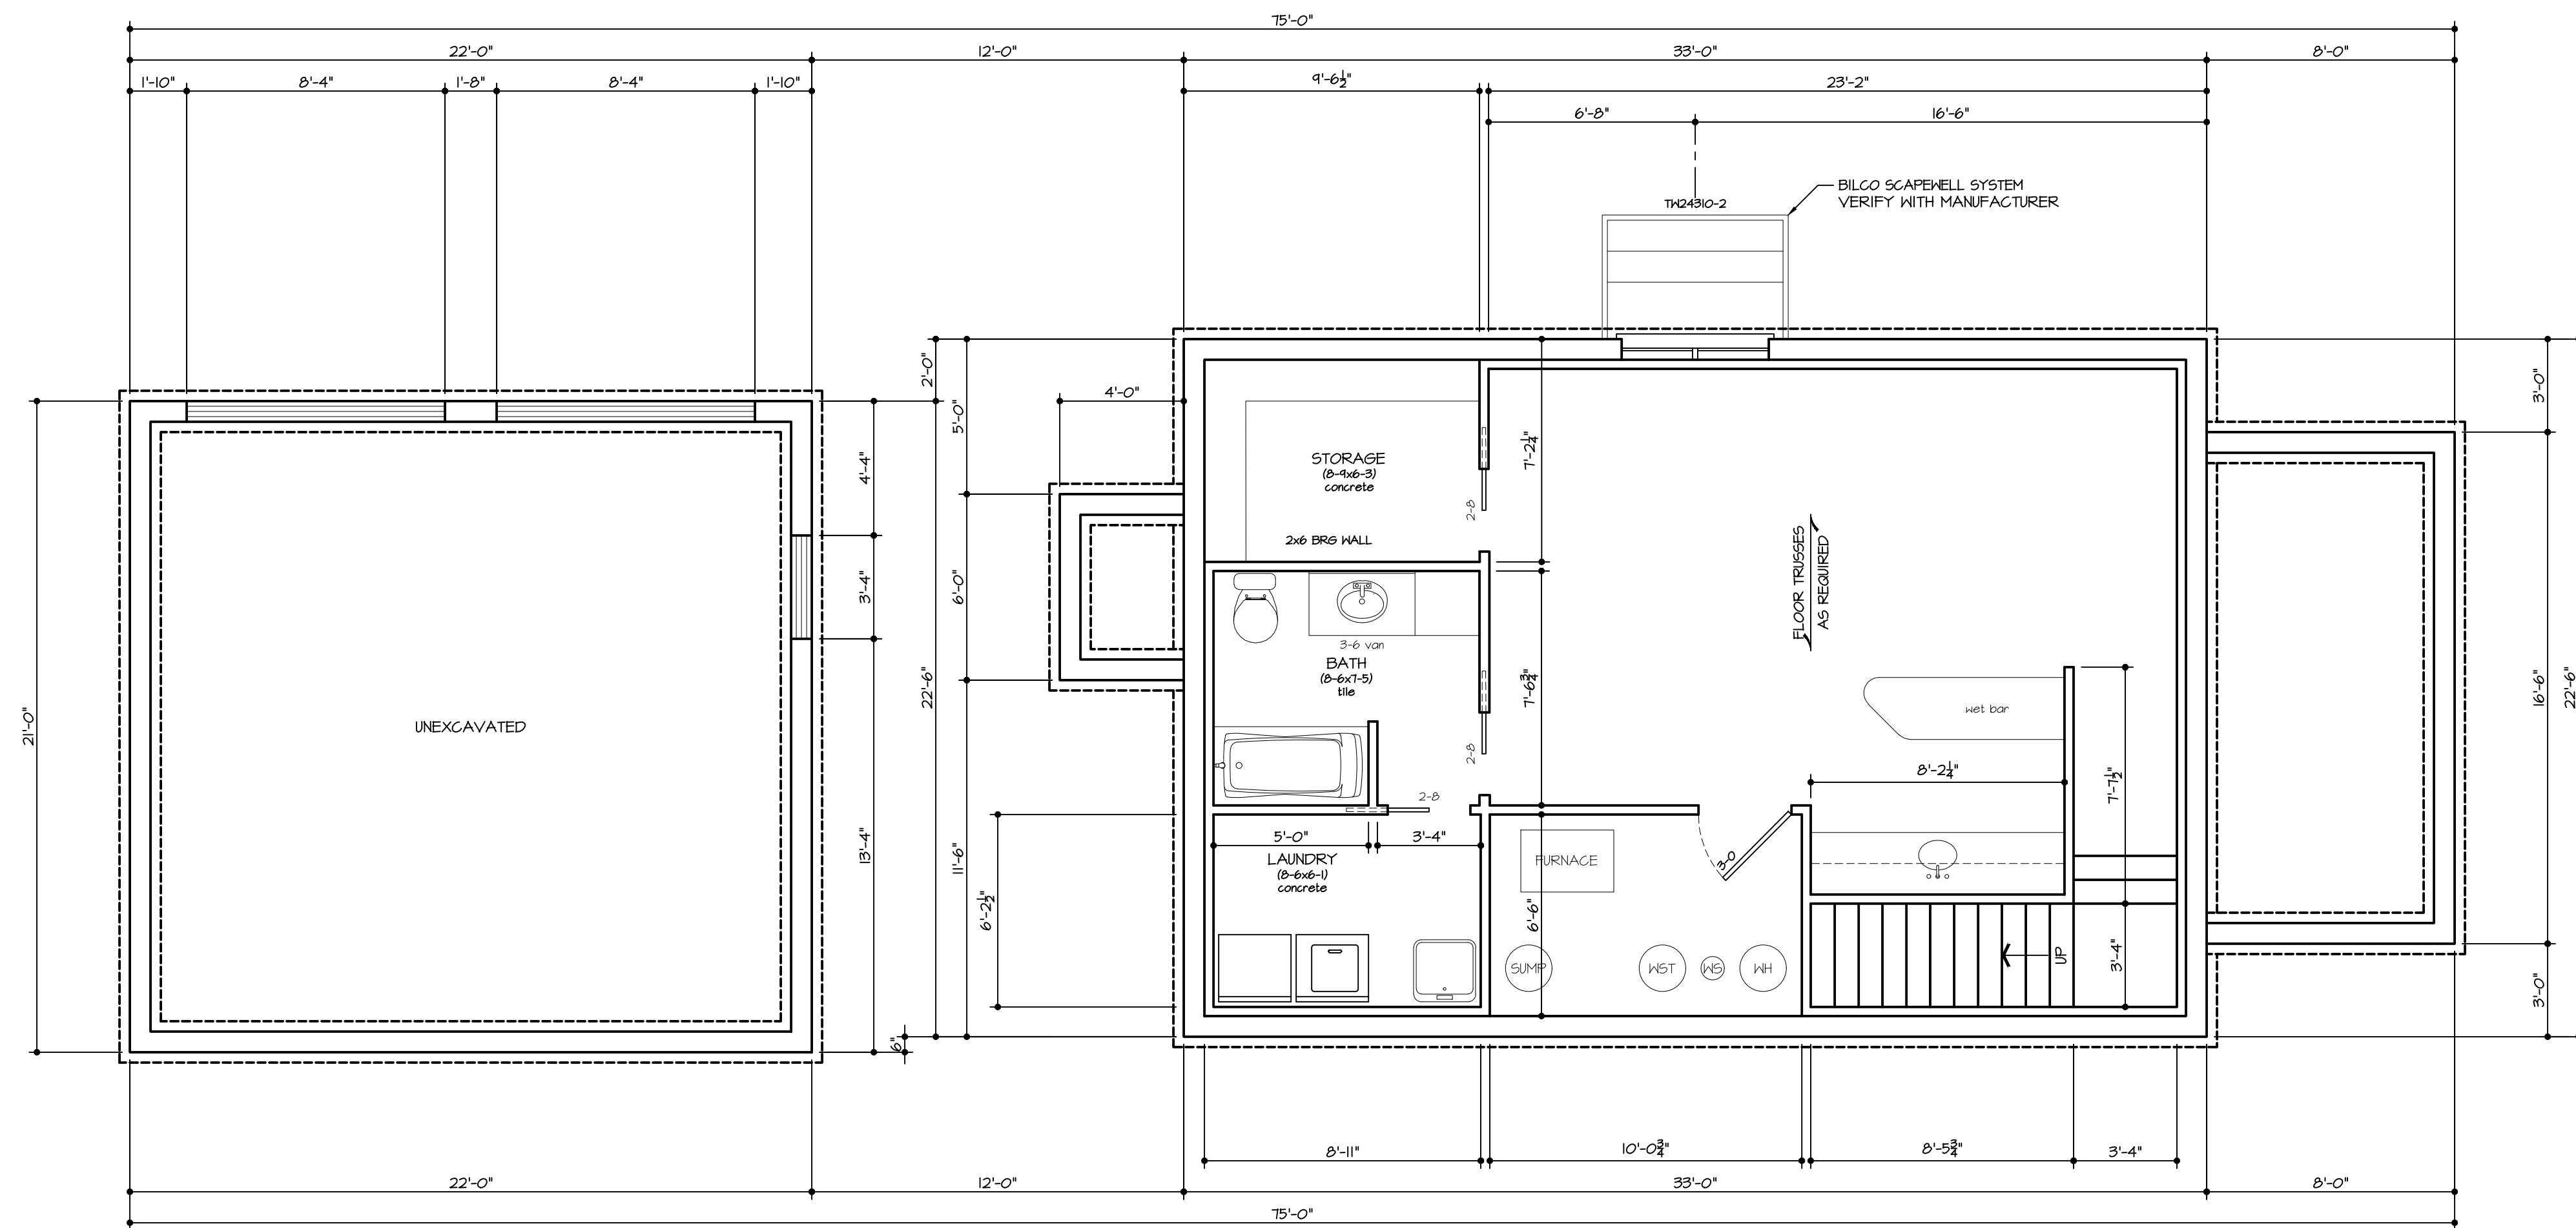 75'-0"
22'-0"
12'-0"
33'-0"
8'-0"
1'-10"
8'-4"
1'-8"
8'-4"
1'-10"
9'-6½"
23'-2"
6'-8"
16'-6"
BILCO SCAPEWELL SYSTEM
VERIFY WITH MANUFACTURER
TW24310-2
2'-0"
5'-0"
4'-0"
3'-0"
4'-4"
7'-2¼"
STORAGE
(8-9x6-3)
concrete
2-8
2x6 BRG WALL
FLOOR TRUSSES
AS REQUIRED
3'-4"
6'-0"
3-6 van
BATH
(8-6x7-5)
tile
22'-6"
7'-6¾"
16'-6"
22'-6"
wet bar
21'-0"
UNEXCAVATED
2-8
8'-2¼"
7'-7½"
2-8
5'-0"
3'-4"
13'-4"
11'-6"
LAUNDRY
(8-6x6-1)
concrete
FURNACE
3-0
6'-2½"
6'-6"
SUMP
WST
WS
WH
UP
3'-4"
3'-0"
6"
8'-11"
10'-0¾"
8'-5¾"
3'-4"
22'-0"
12'-0"
33'-0"
8'-0"
75'-0"